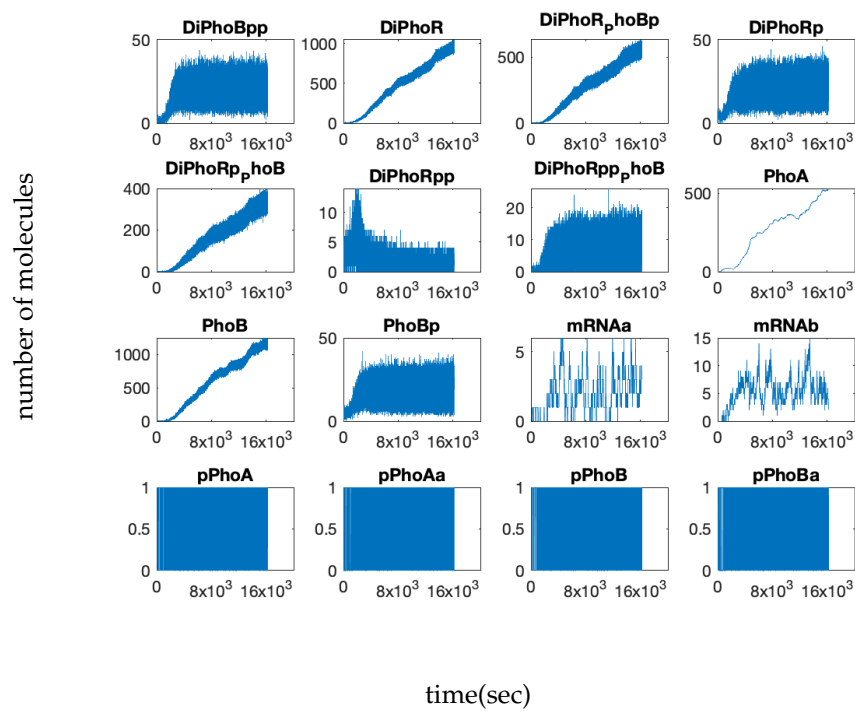 number of molecules
DiPhoBpp DiPhoR DiPhoR_PhoBp DiPhoRp
50
0
0 8x10³ 16x10³
1000
500
0
0 8x10³ 16x10³
500
0
0 8x10³ 16x10³
50
0
0 8x10³ 16x10³
DiPhoRp_PhoB DiPhoRpp DiPhoRpp_PhoB PhoA
400
200
0
0 8x10³ 16x10³
10
5
0
0 8x10³ 16x10³
20
10
0
0 8x10³ 16x10³
500
0
0 8x10³ 16x10³
PhoB PhoBp mRNAa mRNAb
1000
500
0
0 8x10³ 16x10³
50
0
0 8x10³ 16x10³
5
0
0 8x10³ 16x10³
15
10
5
0
0 8x10³ 16x10³
pPhoA pPhoAa pPhoB pPhoBa
1
0.5
0
0 8x10³ 16x10³
1
0.5
0
0 8x10³ 16x10³
1
0.5
0
0 8x10³ 16x10³
1
0.5
0
0 8x10³ 16x10³
time(sec)